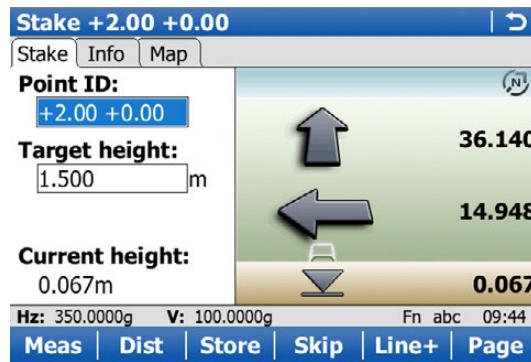 Stake +2.00 +0.00
Stake Info Map
Point ID:
+2.00 +0.00
Target height:
1.500 m
Current height:
0.067m
N
36.140
14.948
0.067
Hz: 350.0000g V: 100.0000g Fn abc 09:44
Meas Dist Store Skip Line+ Page